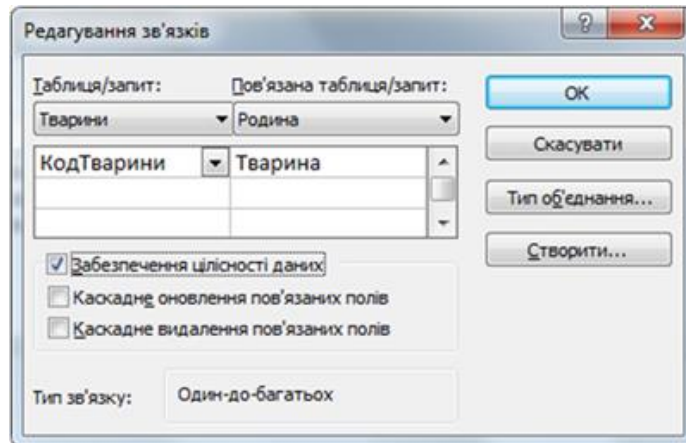 Редагування зв'язків
Таблиця/запит:
Пов'язана таблиця/запит:
Тварини
Родина
КодТварини
Тварина
Забезпечення цілісності даних
Каскадне оновлення пов'язаних полів
Каскадне видалення пов'язаних полів
Тип зв'язку:
Один-до-багатьох
ОК
Скасувати
Тип об'єднання...
Створити...